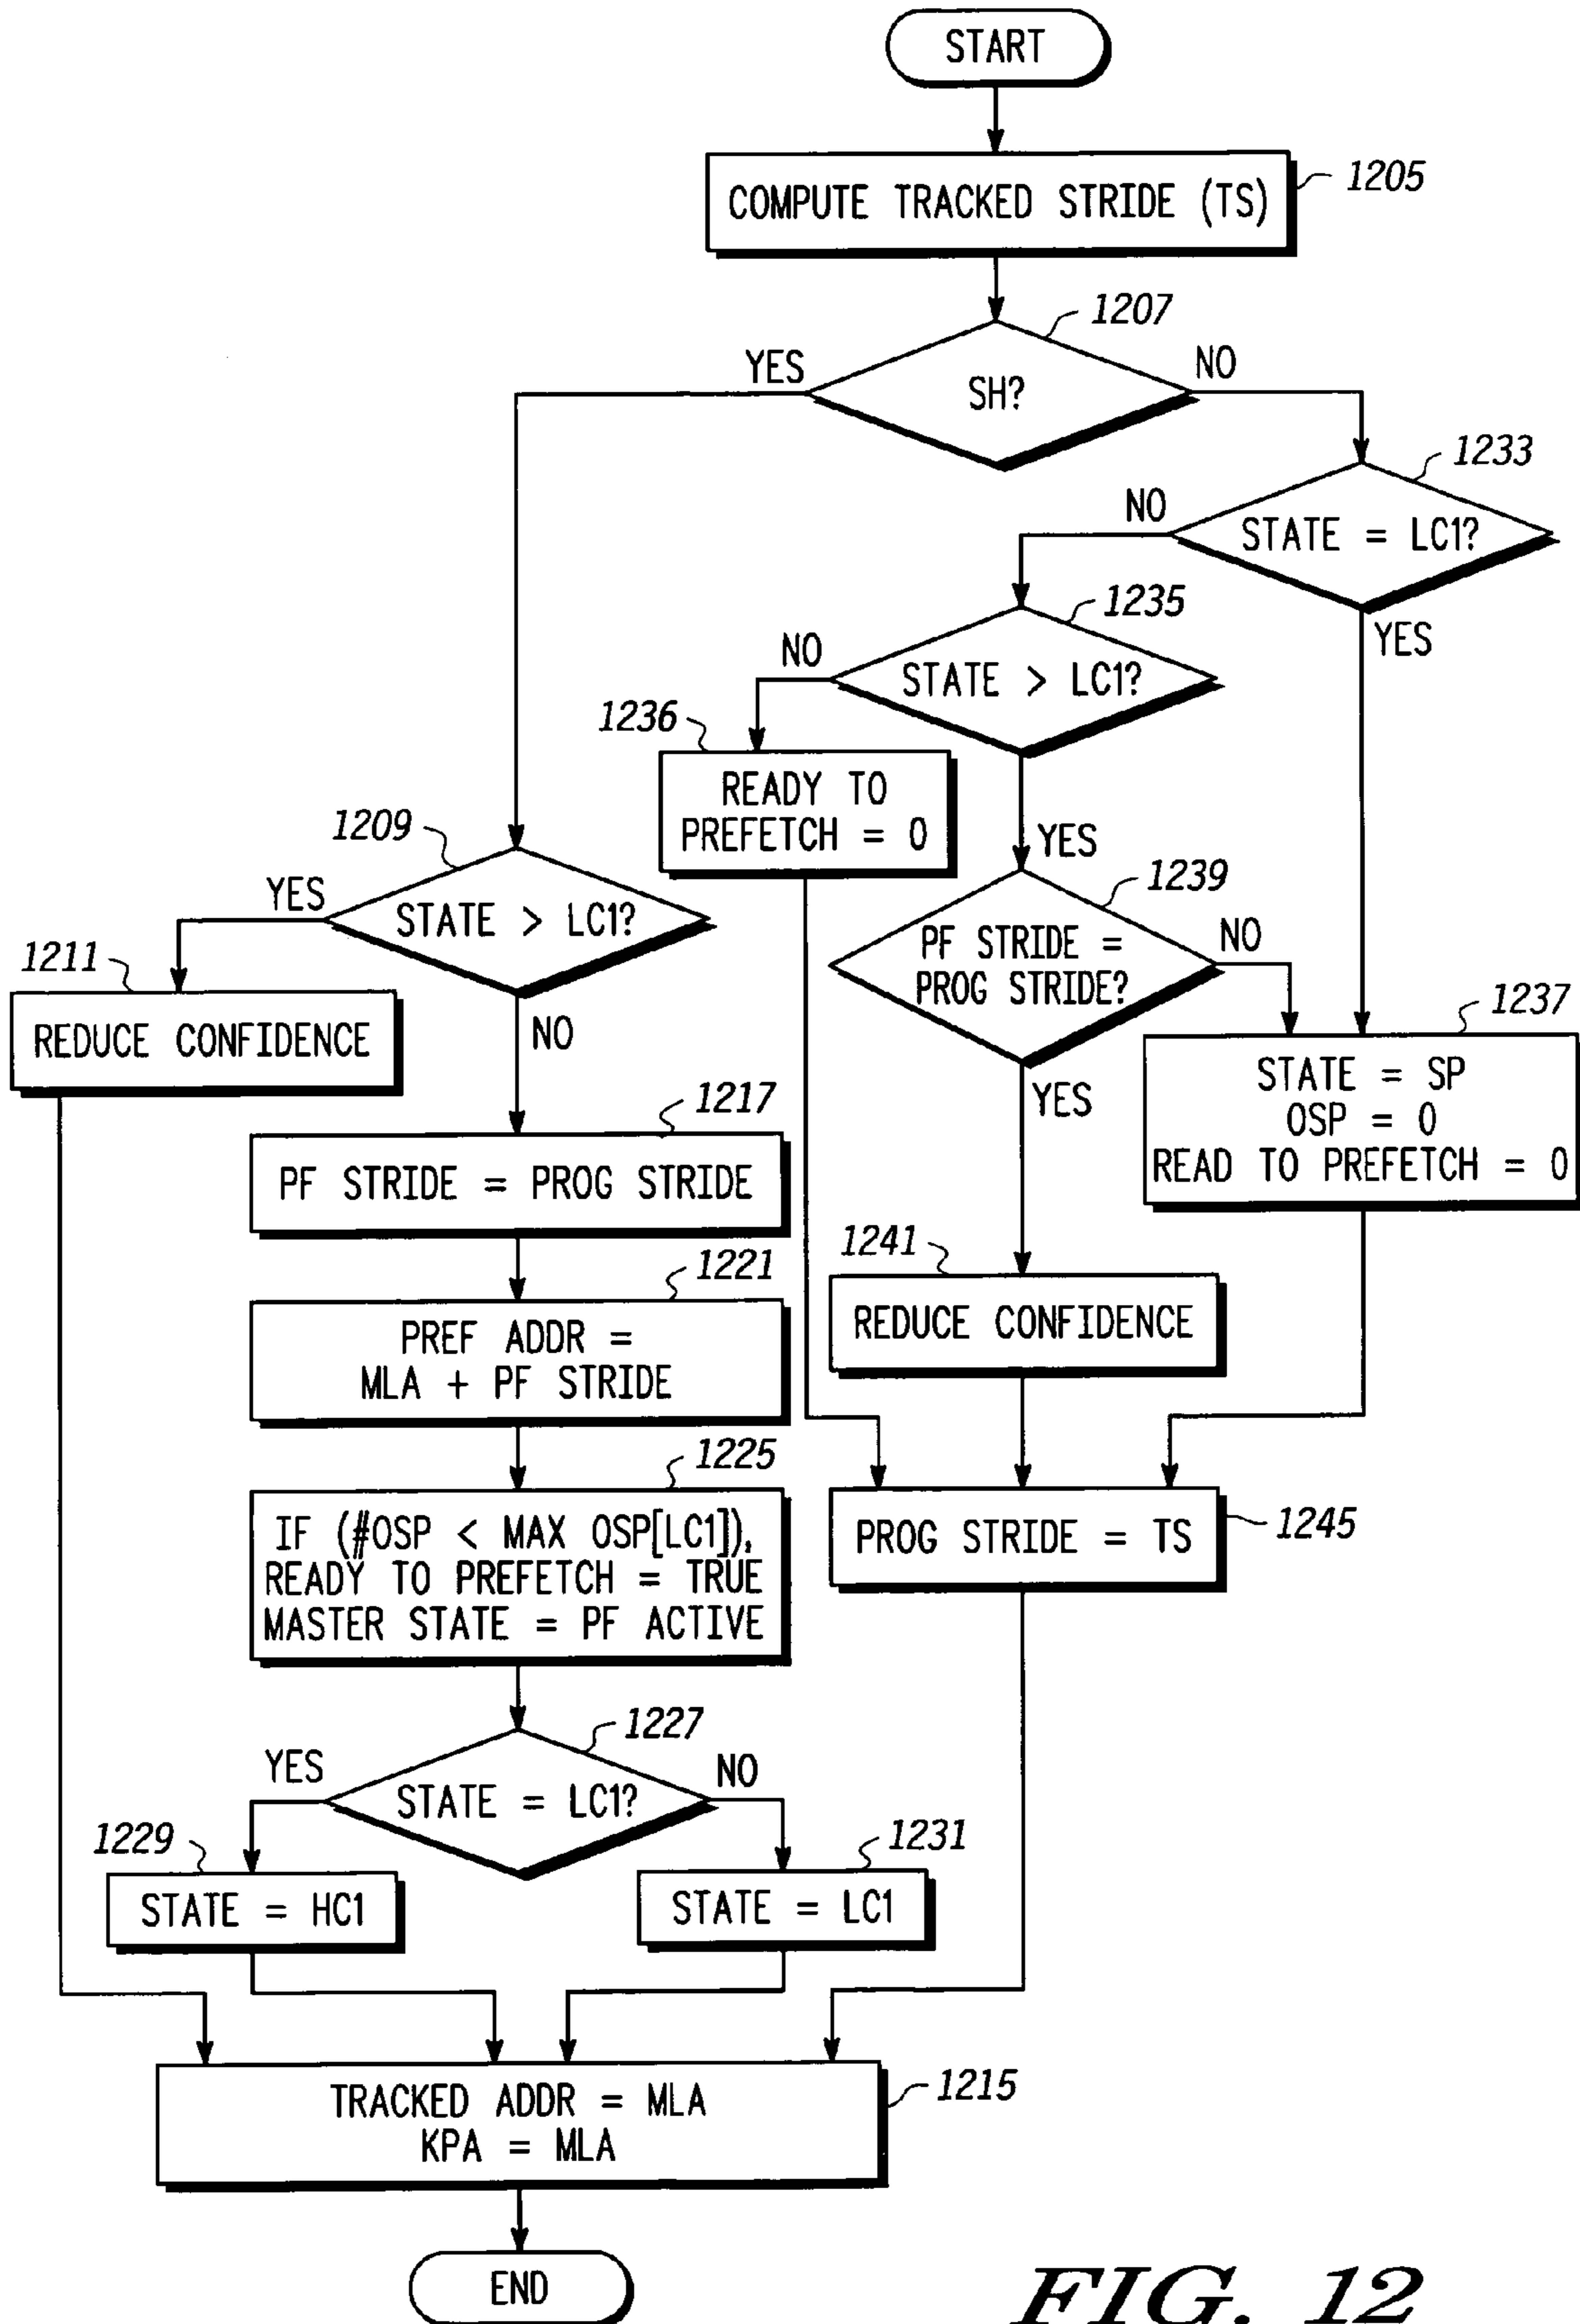 START
COMPUTE TRACKED STRIDE (TS)
1205
1207
YES
SH?
NO
1233
NO
STATE = LC1?
YES
1235
NO
STATE > LC1?
1236
READY TO
PREFETCH = 0
YES
1209
YES
STATE > LC1?
NO
1239
PF STRIDE =
PROG STRIDE?
NO
YES
1211
REDUCE CONFIDENCE
1237
STATE = SP
OSP = 0
READ TO PREFETCH = 0
1217
PF STRIDE = PROG STRIDE
1241
REDUCE CONFIDENCE
1221
PREF ADDR =
MLA + PF STRIDE
1225
IF (#OSP < MAX OSP[LC1]),
READY TO PREFETCH = TRUE
MASTER STATE = PF ACTIVE
PROG STRIDE = TS
1245
1227
YES
STATE = LC1?
NO
1229
STATE = HC1
1231
STATE = LC1
TRACKED ADDR = MLA
KPA = MLA
1215
END
FIG. 12